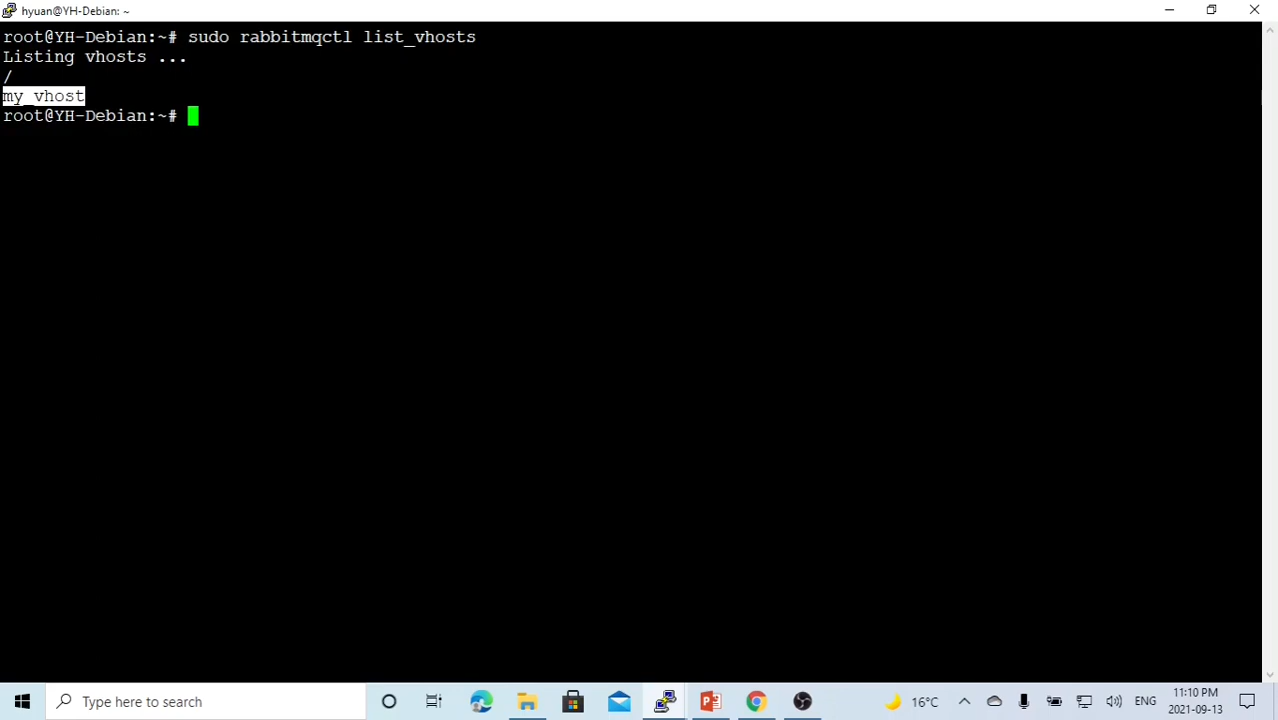 hyuan@YH-Debian: ~
root@YH-Debian:~# sudo rabbitmqctl list_vhosts
Listing vhosts ...
/
my_vhost
root@YH-Debian:~#
Type here to search
16°C
ENG
11:10 PM
2021-09-13